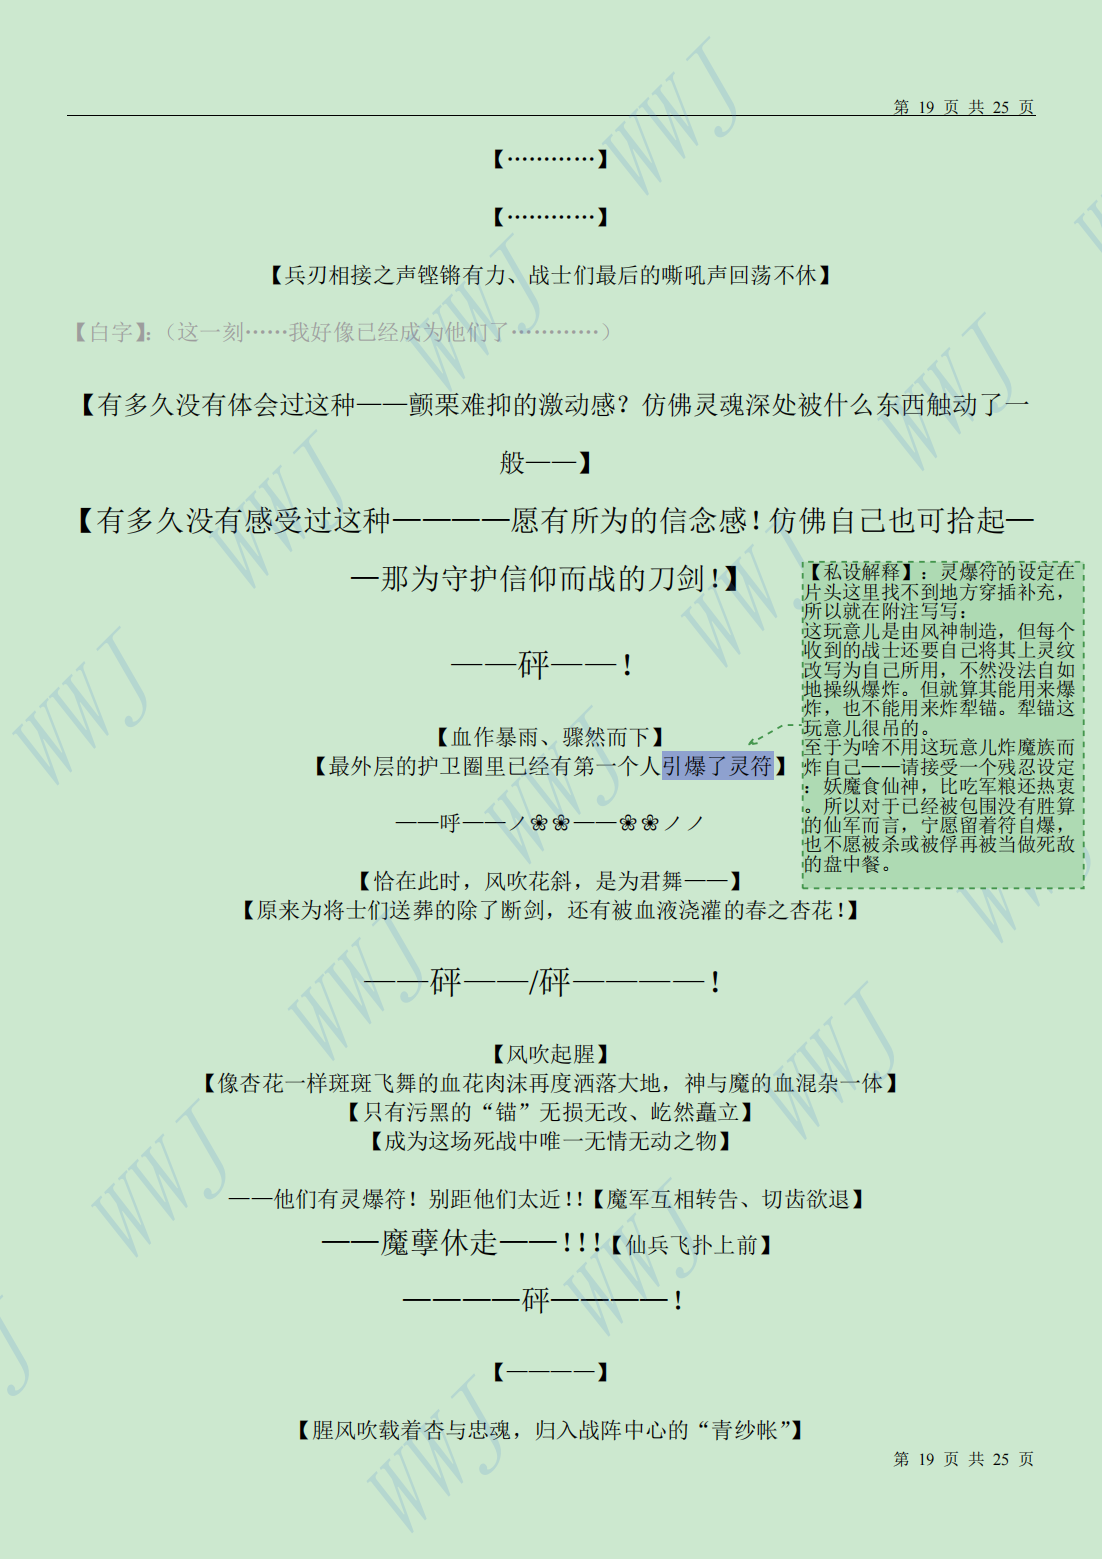 第 19 页 共 25 页
【…………】
【…………】
【兵刃相接之声铿锵有力、战士们最后的嘶吼声回荡不休】
【白字】：（这一刻……我好像已经成为他们了…………）
【有多久没有体会过这种——颤栗难抑的激动感？仿佛灵魂深处被什么东西触动了一
般——】
【有多久没有感受过这种————愿有所为的信念感！仿佛自己也可拾起—
—那为守护信仰而战的刀剑！】
——砰——！
【血作暴雨、骤然而下】
【最外层的护卫圈里已经有第一个人引爆了灵符】
——呼——ノ❀❀——❀❀ノノ
【恰在此时，风吹花斜，是为君舞——】
【原来为将士们送葬的除了断剑，还有被血液浇灌的春之杏花！】
——砰——/砰————！
【风吹起腥】
【像杏花一样斑斑飞舞的血花肉沫再度洒落大地，神与魔的血混杂一体】
【只有污黑的“锚”无损无改、屹然矗立】
【成为这场死战中唯一无情无动之物】
——他们有灵爆符！别距他们太近！！【魔军互相转告、切齿欲退】
——魔孽休走——！！！【仙兵飞扑上前】
————砰————！
【————】
【腥风吹载着杏与忠魂，归入战阵中心的“青纱帐”】
第 19 页 共 25 页
【私设解释】：灵爆符的设定在
片头这里找不到地方穿插补充，
所以就在附注写写：
这玩意儿是由风神制造，但每个
收到的战士还要自己将其上灵纹
改写为自己所用，不然没法自如
地操纵爆炸。但就算其能用来爆
炸，也不能用来炸犁锚。犁锚这
玩意儿很吊的。
至于为啥不用这玩意儿炸魔族而
炸自己——请接受一个残忍设定
：妖魔食仙神，比吃军粮还热衷
。所以对于已经被包围没有胜算
的仙军而言，宁愿留着符自爆，
也不愿被杀或被俘再被当做死敌
的盘中餐。
WWJ
WWJ
WWJ
WWJ
WWJ
WWJ
WWJ
WWJ
WWJ
WWJ
WWJ
WWJ
WWJ
WWJ